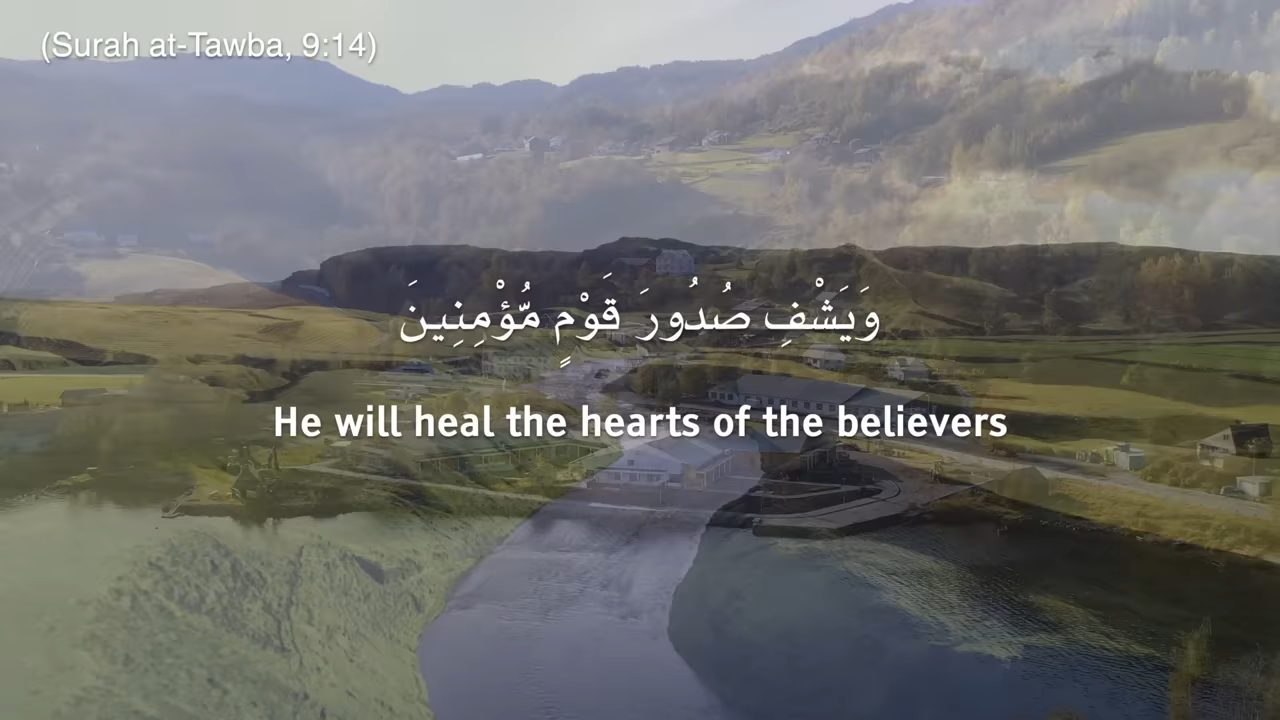 (Surah at-Tawba, 9:14)
وَيَشْفِ صُدُورَ قَوْمٍ مُّؤْمِنِينَ
He will heal the hearts of the believers